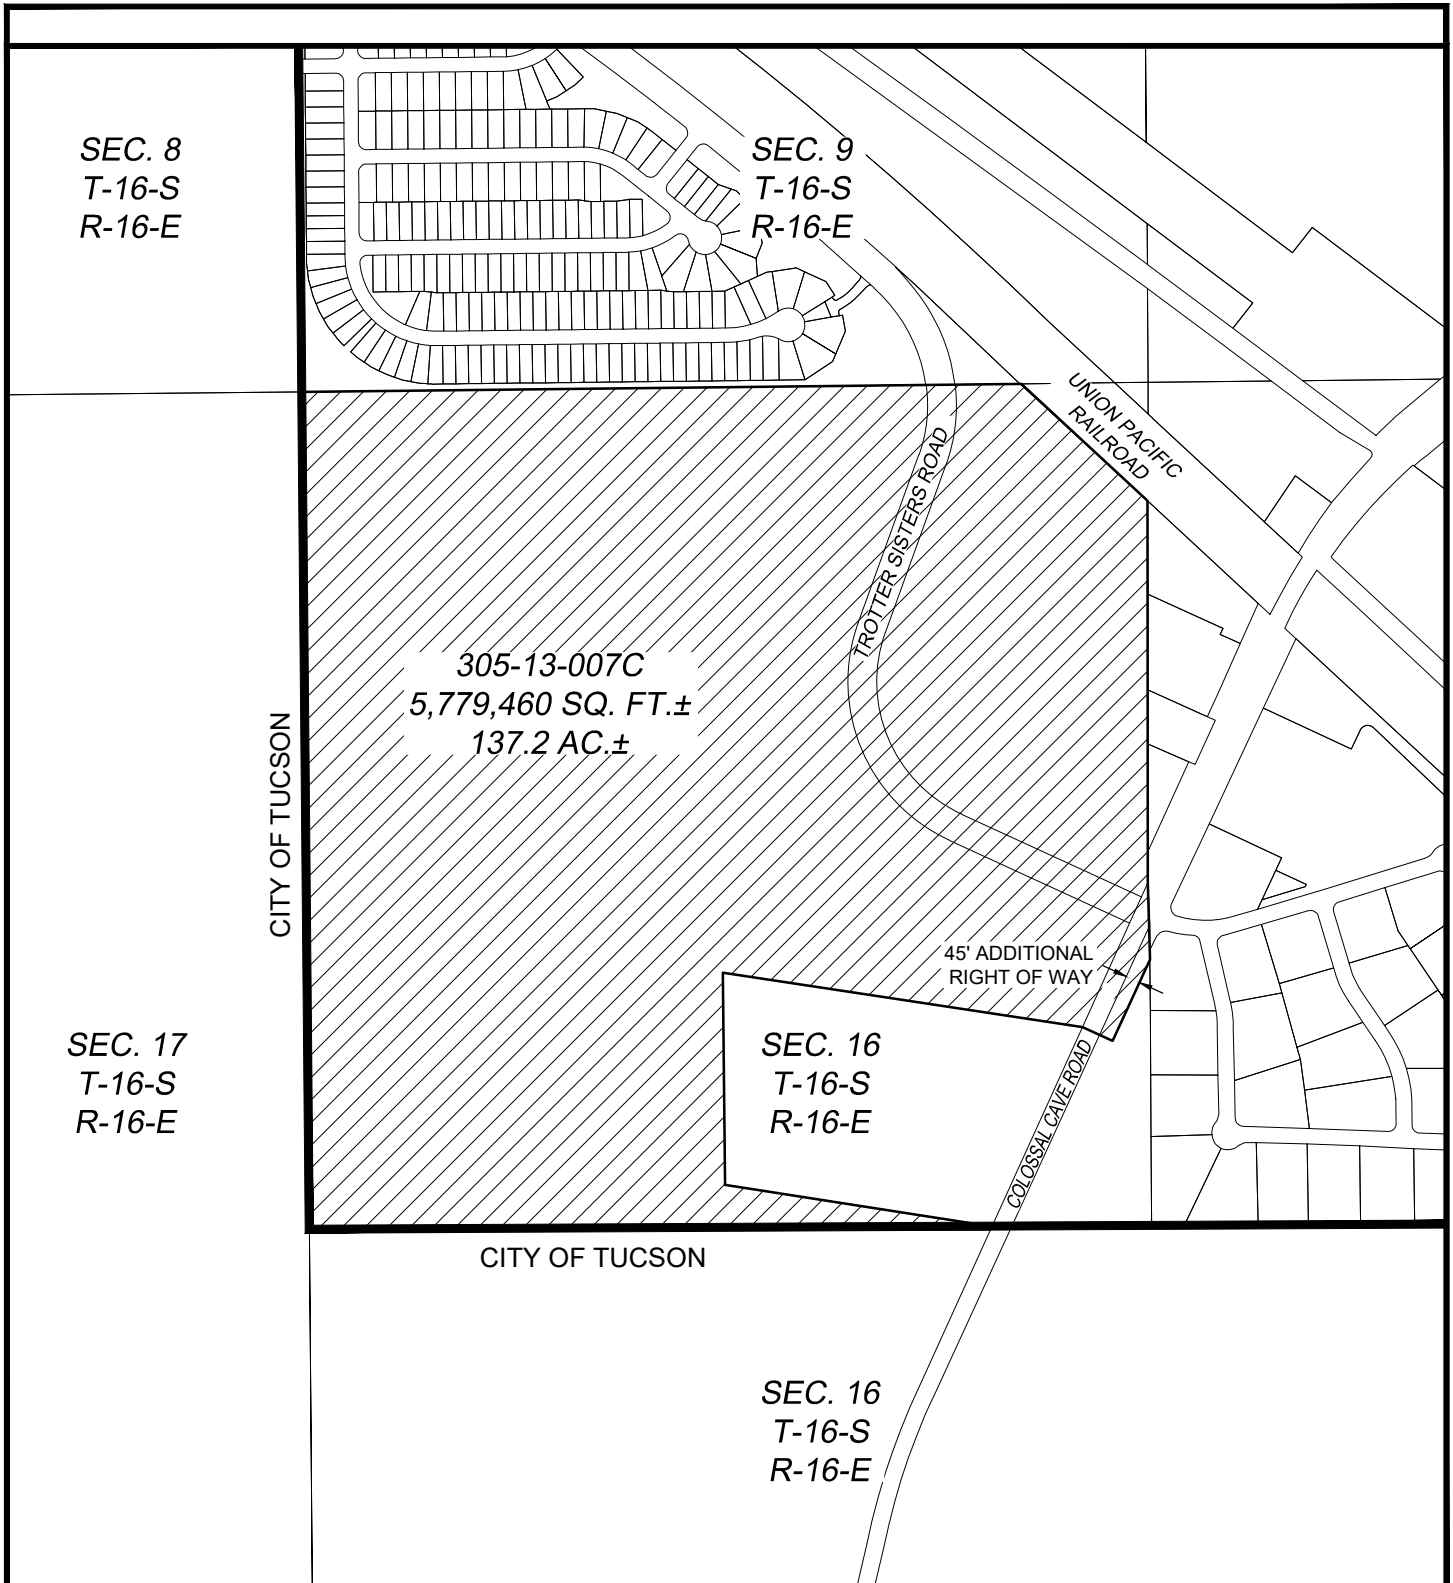 SEC. 8
T-16-S
R-16-E
SEC. 9
T-16-S
R-16-E
UNION PACIFIC
RAILROAD
TROTTER SISTERS ROAD
305-13-007C
5,779,460 SQ. FT.±
137.2 AC.±
CITY OF TUCSON
45' ADDITIONAL
RIGHT OF WAY
SEC. 17
T-16-S
R-16-E
SEC. 16
T-16-S
R-16-E
COLOSSAL CAVE ROAD
CITY OF TUCSON
SEC. 16
T-16-S
R-16-E